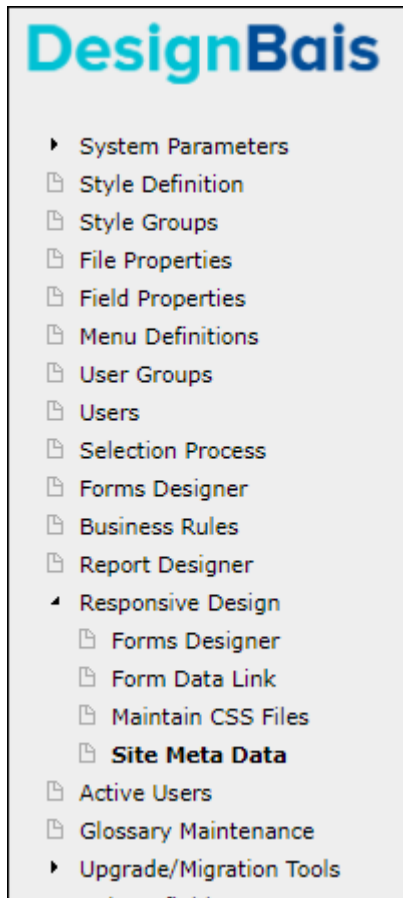 DesignBais
System Parameters
Style Definition
Style Groups
File Properties
Field Properties
Menu Definitions
User Groups
Users
Selection Process
Forms Designer
Business Rules
Report Designer
Responsive Design
Forms Designer
Form Data Link
Maintain CSS Files
Site Meta Data
Active Users
Glossary Maintenance
Upgrade/Migration Tools